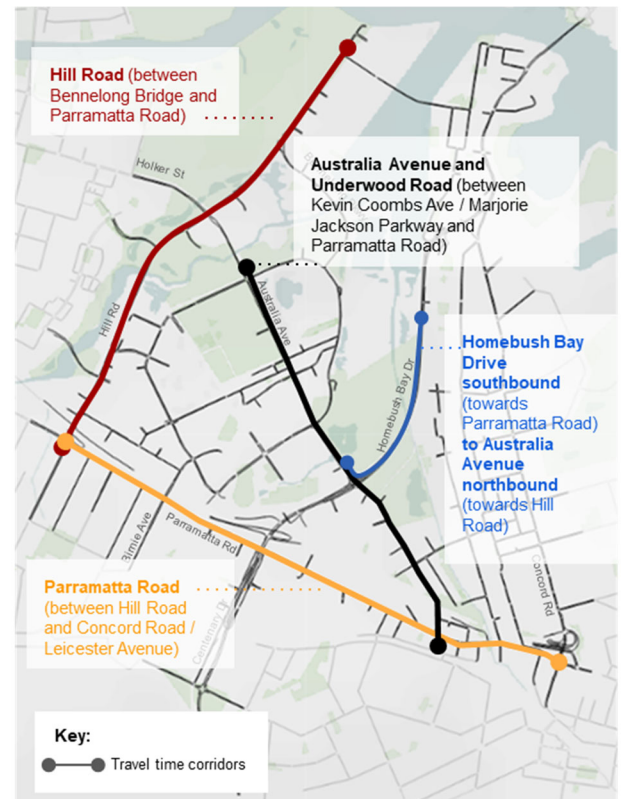 Hill Road (between
Bennelong Bridge and
Parramatta Road)
Holker St
Australia Avenue and
Underwood Road (between
Kevin Coombs Ave / Marjorie
Jackson Parkway and
Parramatta Road)
Australia Ave
Hill Rd
Homebush Bay
Drive
southbound
(towards
Parramatta Road)
to Australia
Avenue
northbound
(towards Hill
Road)
Homebush Bay Dr
Birnie Ave
Parramatta Rd
Concord Rd
Parramatta Road
(between Hill Road
and Concord Road /
Leicester Avenue)
Centenary Dr
Key:
Travel time corridors